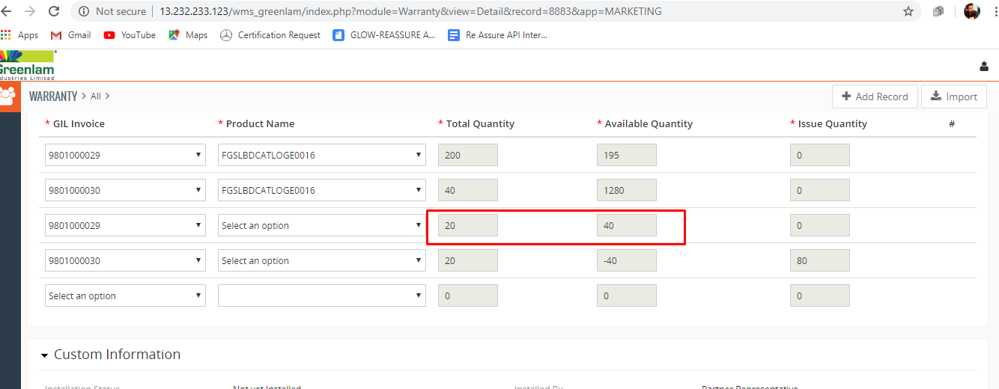 Not secure 13.232.233.123/wms_greenlam/index.php?module=Warranty&view=Detail&record=8883&app=MARKETING
Apps Gmail YouTube Maps Certification Request GLOW-REASSURE A... Re Assure API Inter...
Greenlam
ndustries Limited
WARRANTY > All > Add Record Import
* GIL Invoice * Product Name * Total Quantity * Available Quantity * Issue Quantity #
9801000029 FGSLBDCATLOGE0016 200 195 0
9801000030 FGSLBDCATLOGE0016 40 1280 0
9801000029 Select an option 20 40 0
9801000030 Select an option 20 -40 80
Select an option 0 0 0
Custom Information
Installation Status Not yet Installed Installed By Partner Representative